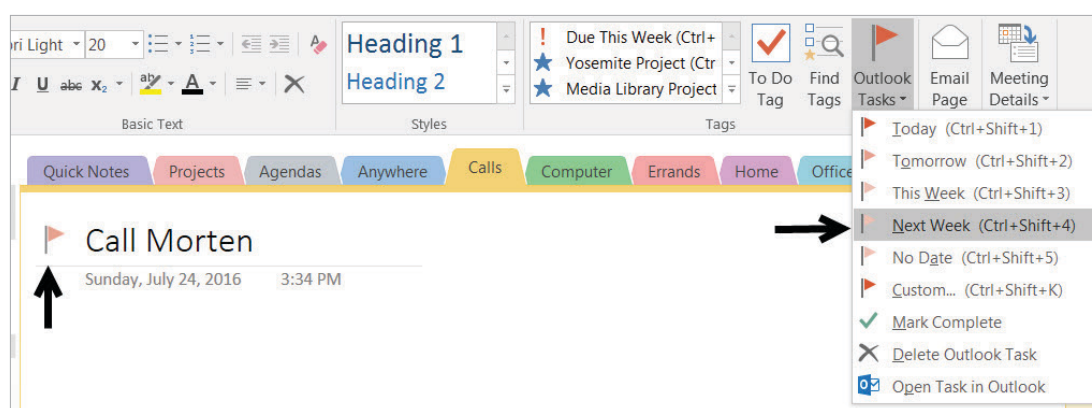 ri Light 20
Heading 1
Heading 2
Due This Week (Ctrl+
Yosemite Project (Ctr
Media Library Project
To Do
Tag
Find
Tags
Outlook
Tasks
Email
Page
Meeting
Details
I U abc X₂ aby A
Basic Text
Styles
Tags
Quick Notes Projects Agendas Anywhere Calls Computer Errands Home Office
Call Morten
Sunday, July 24, 2016 3:34 PM
Today (Ctrl+Shift+1)
Tomorrow (Ctrl+Shift+2)
This Week (Ctrl+Shift+3)
Next Week (Ctrl+Shift+4)
No Date (Ctrl+Shift+5)
Custom... (Ctrl+Shift+K)
Mark Complete
Delete Outlook Task
Open Task in Outlook